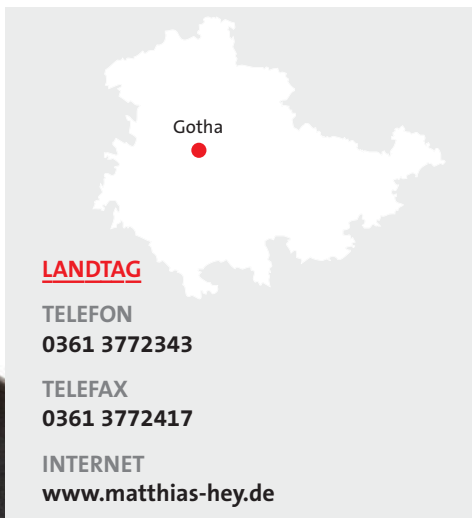 Gotha
LANDTAG
TELEFON
0361 3772343
TELEFAX
0361 3772417
INTERNET
www.matthias-hey.de